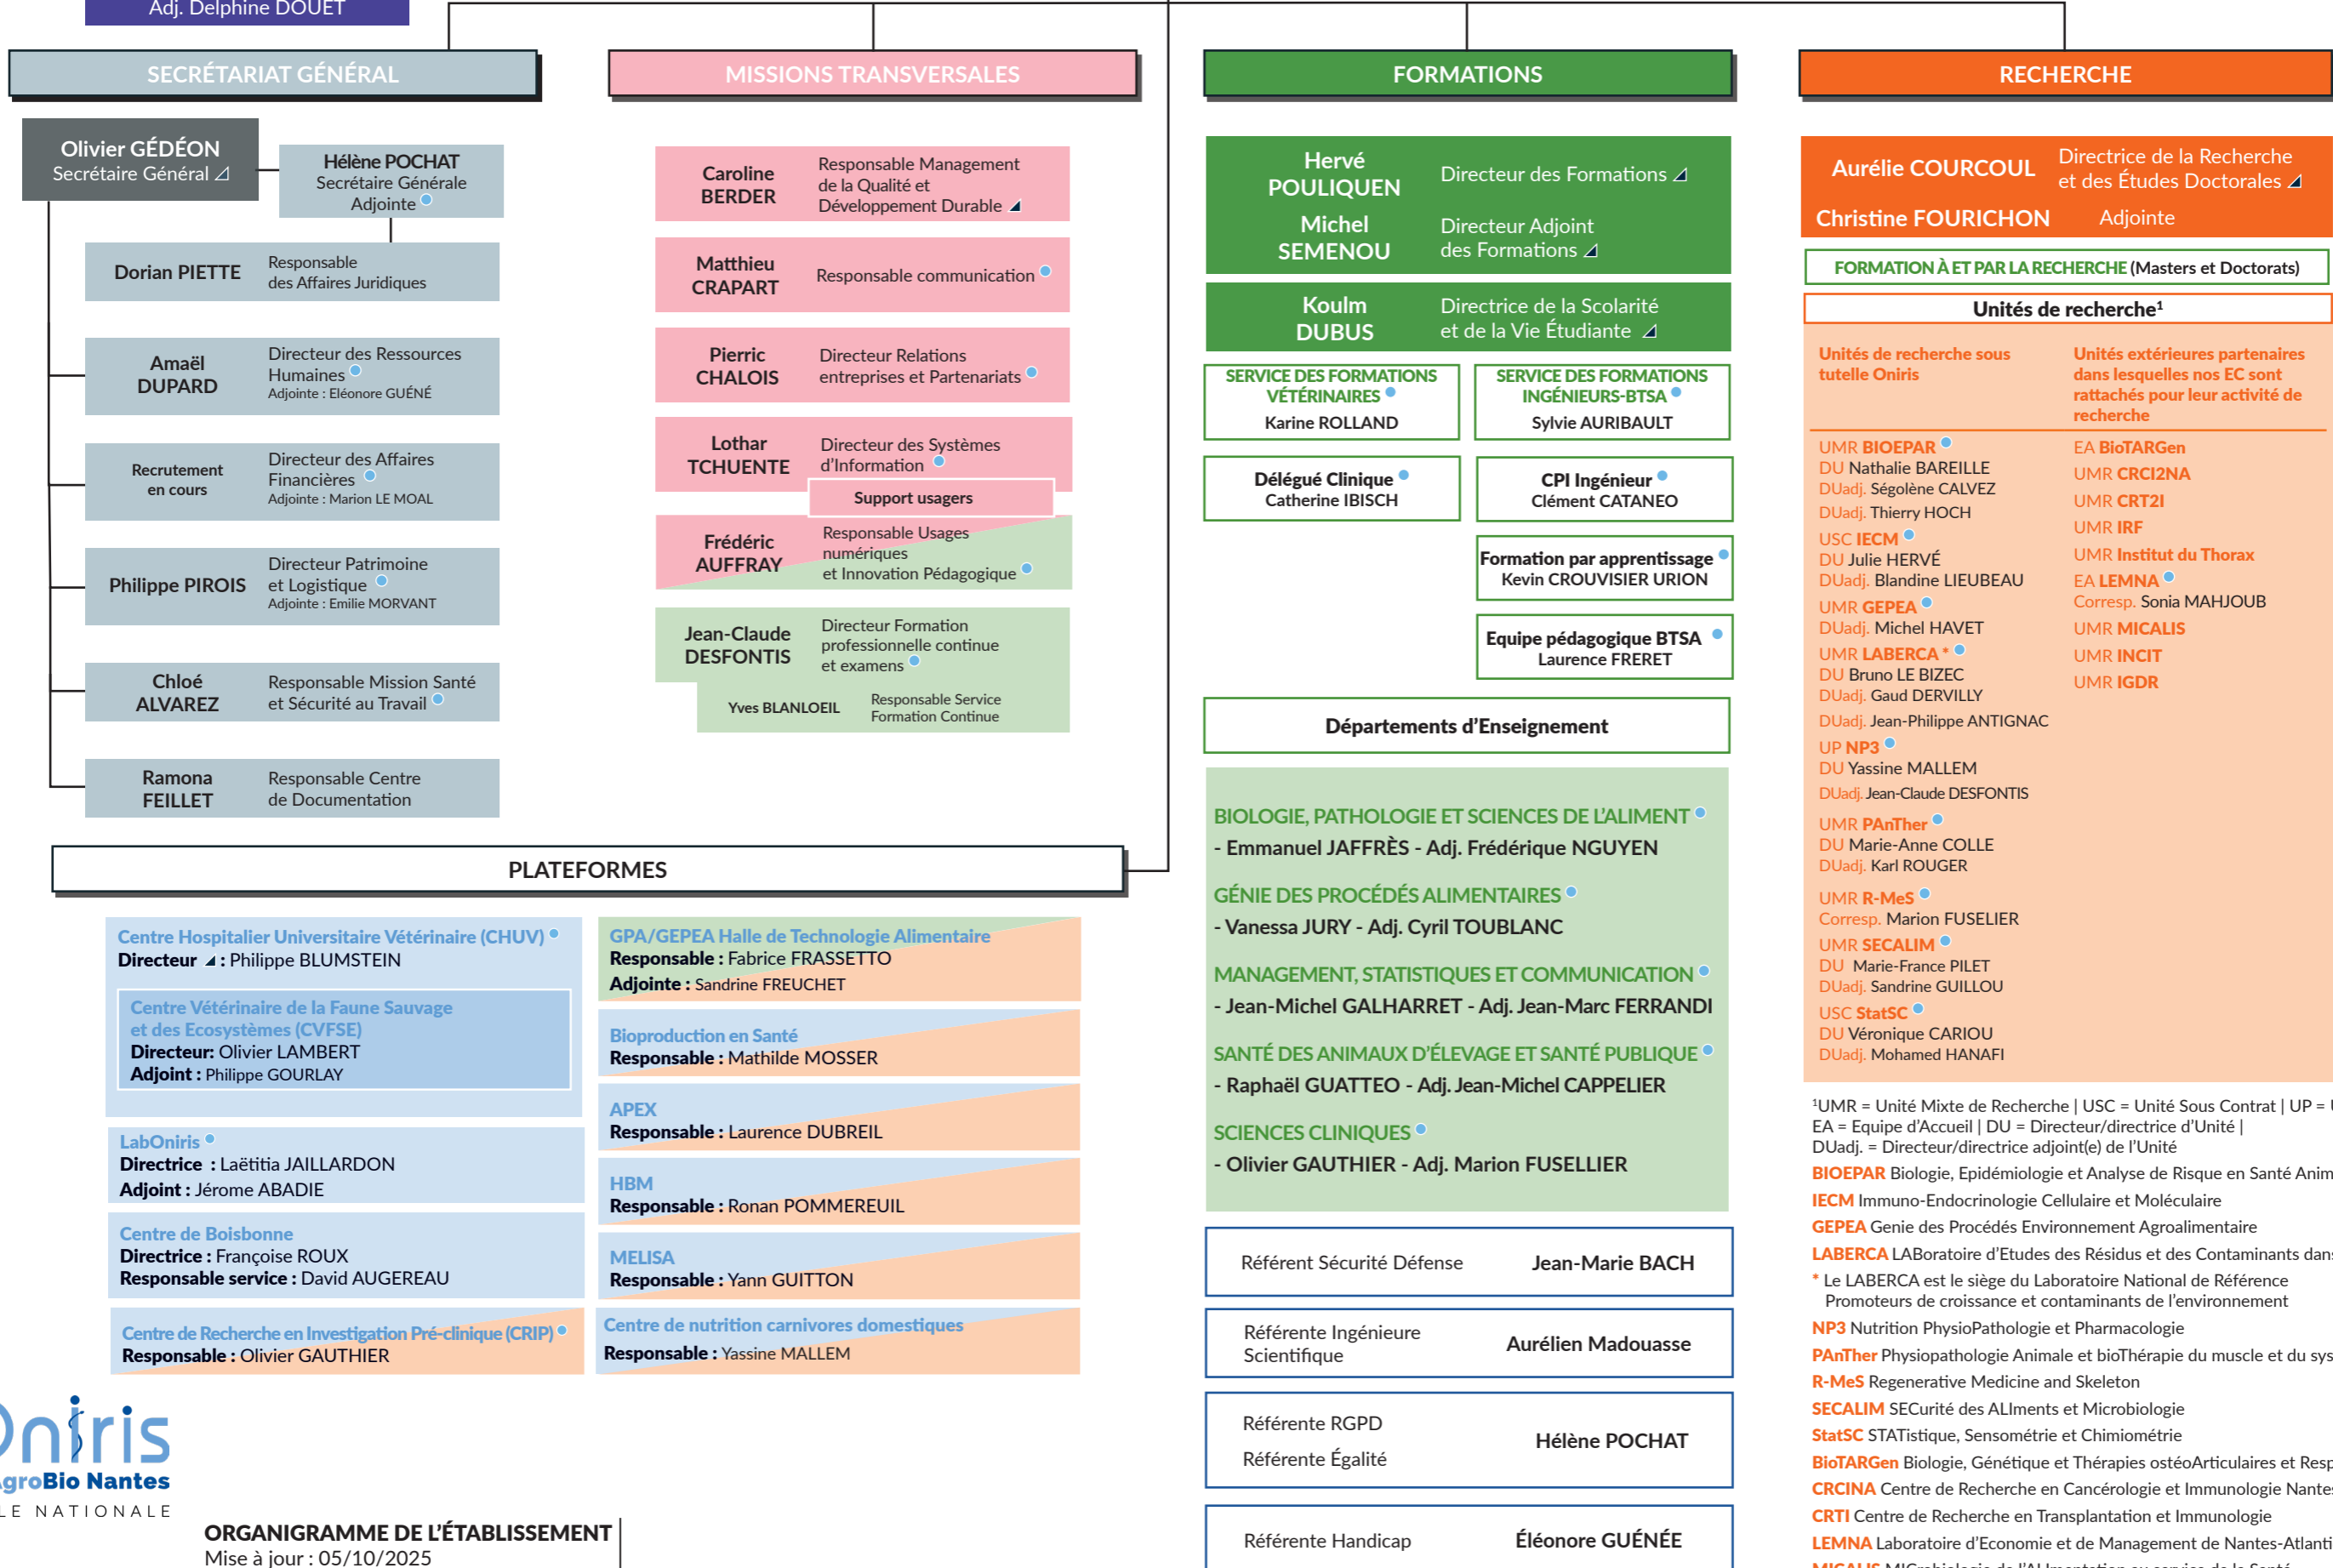 Adj. Delphine DOUET
SECRÉTARIAT GÉNÉRAL
Olivier GÉDÉON
Secrétaire Général
Hélène POCHAT
Secrétaire Générale
Adjointe
Dorian PIETTE
Responsable
des Affaires Juridiques
Amaël
DUPARD
Directeur des Ressources
Humaines
Adjointe : Eléonore GUÉNÉ
Recrutement
en cours
Directeur des Affaires
Financières
Adjointe : Marion LE MOAL
Philippe PIROIS
Directeur Patrimoine
et Logistique
Adjointe : Emilie MORVANT
Chloé
ALVAREZ
Responsable Mission Santé
et Sécurité au Travail
Ramona
FEILLET
Responsable Centre
de Documentation
MISSIONS TRANSVERSALES
Caroline
BERDER
Responsable Management
de la Qualité et
Développement Durable
Matthieu
CRAPART
Responsable communication
Pierric
CHALOIS
Directeur Relations
entreprises et Partenariats
Lothar
TCHUENTE
Directeur des Systèmes
d'Information
Support usagers
Frédéric
AUFFRAY
Responsable Usages
numériques
et Innovation Pédagogique
Jean-Claude
DESFONTIS
Directeur Formation
professionnelle continue
et examens
Yves BLANLOEIL
Responsable Service
Formation Continue
PLATEFORMES
Centre Hospitalier Universitaire Vétérinaire (CHUV)
Directeur : Philippe BLUMSTEIN
Centre Vétérinaire de la Faune Sauvage
et des Ecosystèmes (CVFSE)
Directeur: Olivier LAMBERT
Adjoint : Philippe GOURLAY
LabOniris
Directrice : Laëtitia JAILLARDON
Adjoint : Jérome ABADIE
Centre de Boisbonne
Directrice : Françoise ROUX
Responsable service : David AUGEREAU
Centre de Recherche en Investigation Pré-clinique (CRIP)
Responsable : Olivier GAUTHIER
GPA/GEPEA Halle de Technologie Alimentaire
Responsable : Fabrice FRASSETTO
Adjointe : Sandrine FREUCHET
Bioproduction en Santé
Responsable : Mathilde MOSSER
APEX
Responsable : Laurence DUBREIL
HBM
Responsable : Ronan POMMEREUIL
MELISA
Responsable : Yann GUITTON
Centre de nutrition carnivores domestiques
Responsable : Yassine MALLEM
FORMATIONS
Hervé
POULIQUEN
Directeur des Formations
Michel
SEMENOU
Directeur Adjoint
des Formations
Koulm
DUBUS
Directrice de la Scolarité
et de la Vie Étudiante
SERVICE DES FORMATIONS
VÉTÉRINAIRES
Karine ROLLAND
SERVICE DES FORMATIONS
INGÉNIEURS-BTSA
Sylvie AURIBAULT
Délégué Clinique
Catherine IBISCH
CPI Ingénieur
Clément CATANEO
Formation par apprentissage
Kevin CROUVISIER URION
Equipe pédagogique BTSA
Laurence FRERET
Départements d'Enseignement
BIOLOGIE, PATHOLOGIE ET SCIENCES DE L'ALIMENT
- Emmanuel JAFFRÈS - Adj. Frédérique NGUYEN
GÉNIE DES PROCÉDÉS ALIMENTAIRES
- Vanessa JURY - Adj. Cyril TOUBLANC
MANAGEMENT, STATISTIQUES ET COMMUNICATION
- Jean-Michel GALHARRET - Adj. Jean-Marc FERRANDI
SANTÉ DES ANIMAUX D'ÉLEVAGE ET SANTÉ PUBLIQUE
- Raphaël GUATTEO - Adj. Jean-Michel CAPPELIER
SCIENCES CLINIQUES
- Olivier GAUTHIER - Adj. Marion FUSELLIER
Référent Sécurité Défense
Jean-Marie BACH
Référente Ingénieure
Scientifique
Aurélien Madouasse
Référente RGPD
Référente Égalité
Hélène POCHAT
Référente Handicap
Éléonore GUÉNÉE
RECHERCHE
Aurélie COURCOUL
Directrice de la Recherche
et des Études Doctorales
Christine FOURICHON
Adjointe
FORMATION À ET PAR LA RECHERCHE (Masters et Doctorats)
Unités de recherche¹
Unités de recherche sous
tutelle Oniris
UMR BIOEPAR
DU Nathalie BAREILLE
DUadj. Ségolène CALVEZ
DUadj. Thierry HOCH
USC IECM
DU Julie HERVÉ
DUadj. Blandine LIEUBEAU
UMR GEPEA
DUadj. Michel HAVET
UMR LABERCA *
DU Bruno LE BIZEC
DUadj. Gaud DERVILLY
DUadj. Jean-Philippe ANTIGNAC
UP NP3
DU Yassine MALLEM
DUadj. Jean-Claude DESFONTIS
UMR PAnTher
DU Marie-Anne COLLE
DUadj. Karl ROUGER
UMR R-MeS
Corresp. Marion FUSELIER
UMR SECALIM
DU Marie-France PILET
DUadj. Sandrine GUILLOU
USC StatSC
DU Véronique CARIOU
DUadj. Mohamed HANAFI
Unités extérieures partenaires
dans lesquelles nos EC sont
rattachés pour leur activité de
recherche
EA BioTARGen
UMR CRCI2NA
UMR CRT2I
UMR IRF
UMR Institut du Thorax
EA LEMNA
Corresp. Sonia MAHJOUB
UMR MICALIS
UMR INCIT
UMR IGDR
¹UMR = Unité Mixte de Recherche | USC = Unité Sous Contrat | UP =
EA = Equipe d'Accueil | DU = Directeur/directrice d'Unité |
DUadj. = Directeur/directrice adjoint(e) de l'Unité
BIOEPAR Biologie, Epidémiologie et Analyse de Risque en Santé Anim
IECM Immuno-Endocrinologie Cellulaire et Moléculaire
GEPEA Genie des Procédés Environnement Agroalimentaire
LABERCA LABoratoire d'Etudes des Résidus et des Contaminants dans
* Le LABERCA est le siège du Laboratoire National de Référence
Promoteurs de croissance et contaminants de l'environnement
NP3 Nutrition PhysioPathologie et Pharmacologie
PAnTher Physiopathologie Animale et bioThérapie du muscle et du sys
R-MeS Regenerative Medicine and Skeleton
SECALIM SECurité des ALIments et Microbiologie
StatSC STATistique, Sensométrie et Chimiométrie
BioTARGen Biologie, Génétique et Thérapies ostéoArticulaires et Resp
CRCINA Centre de Recherche en Cancérologie et Immunologie Nantes
CRTI Centre de Recherche en Transplantation et Immunologie
LEMNA Laboratoire d'Economie et de Management de Nantes-Atlanti
MICALIS MICrobiologie de l'ALImentation au service de la Santé
Oniris
AgroBio Nantes
LE NATIONALE
ORGANIGRAMME DE L'ÉTABLISSEMENT
Mise à jour : 05/10/2025